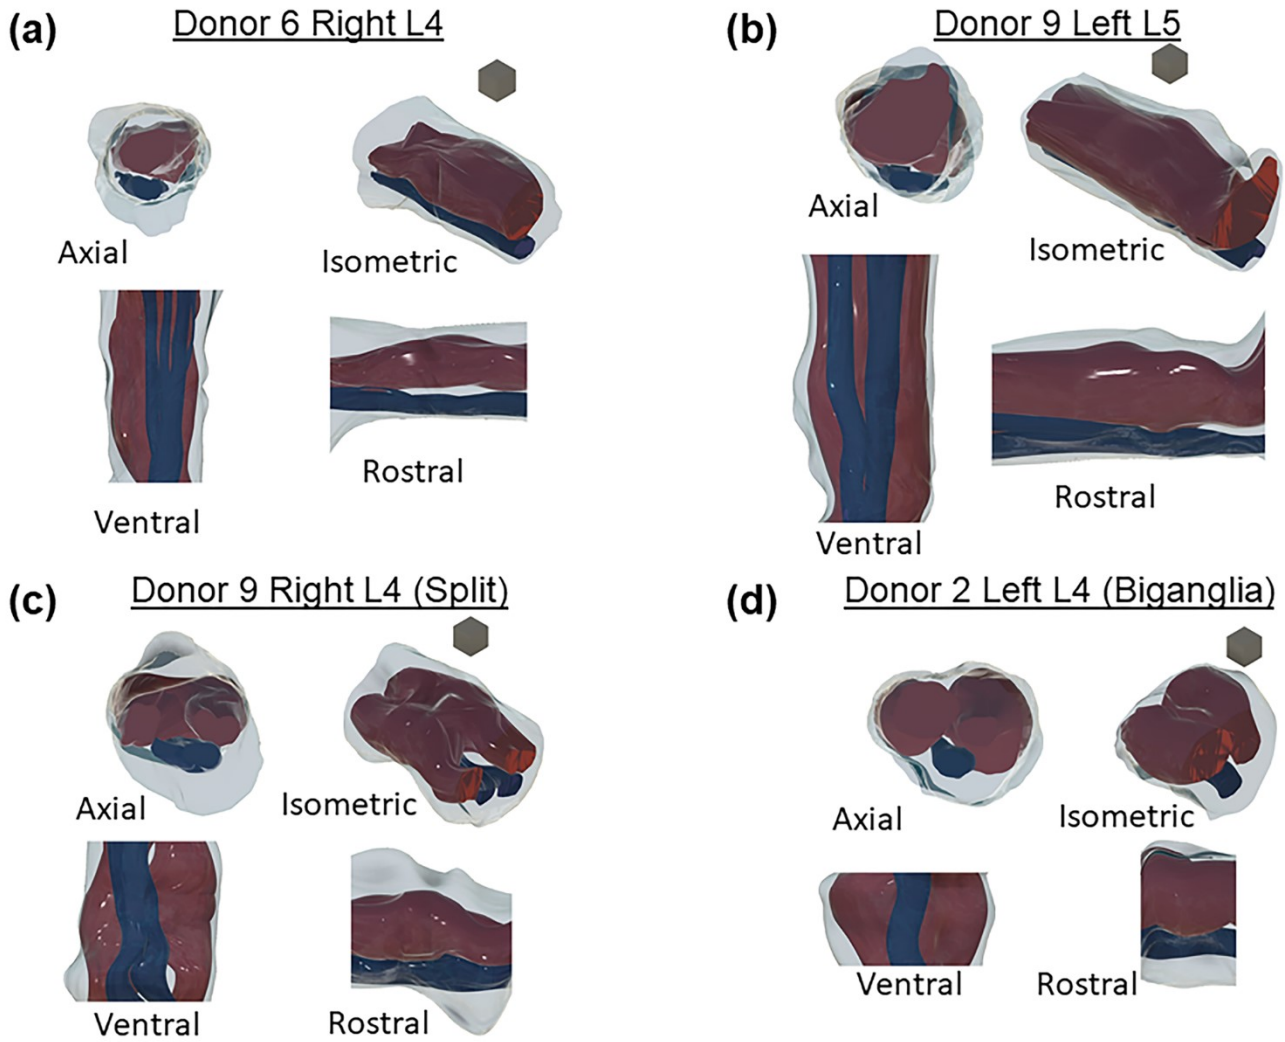 (a)
Donor 6 Right L4
Axial
Isometric
Ventral
Rostral
(b)
Donor 9 Left L5
Axial
Isometric
Ventral
Rostral
(c)
Donor 9 Right L4 (Split)
Axial
Isometric
Ventral
Rostral
(d)
Donor 2 Left L4 (Biganglia)
Axial
Isometric
Ventral
Rostral